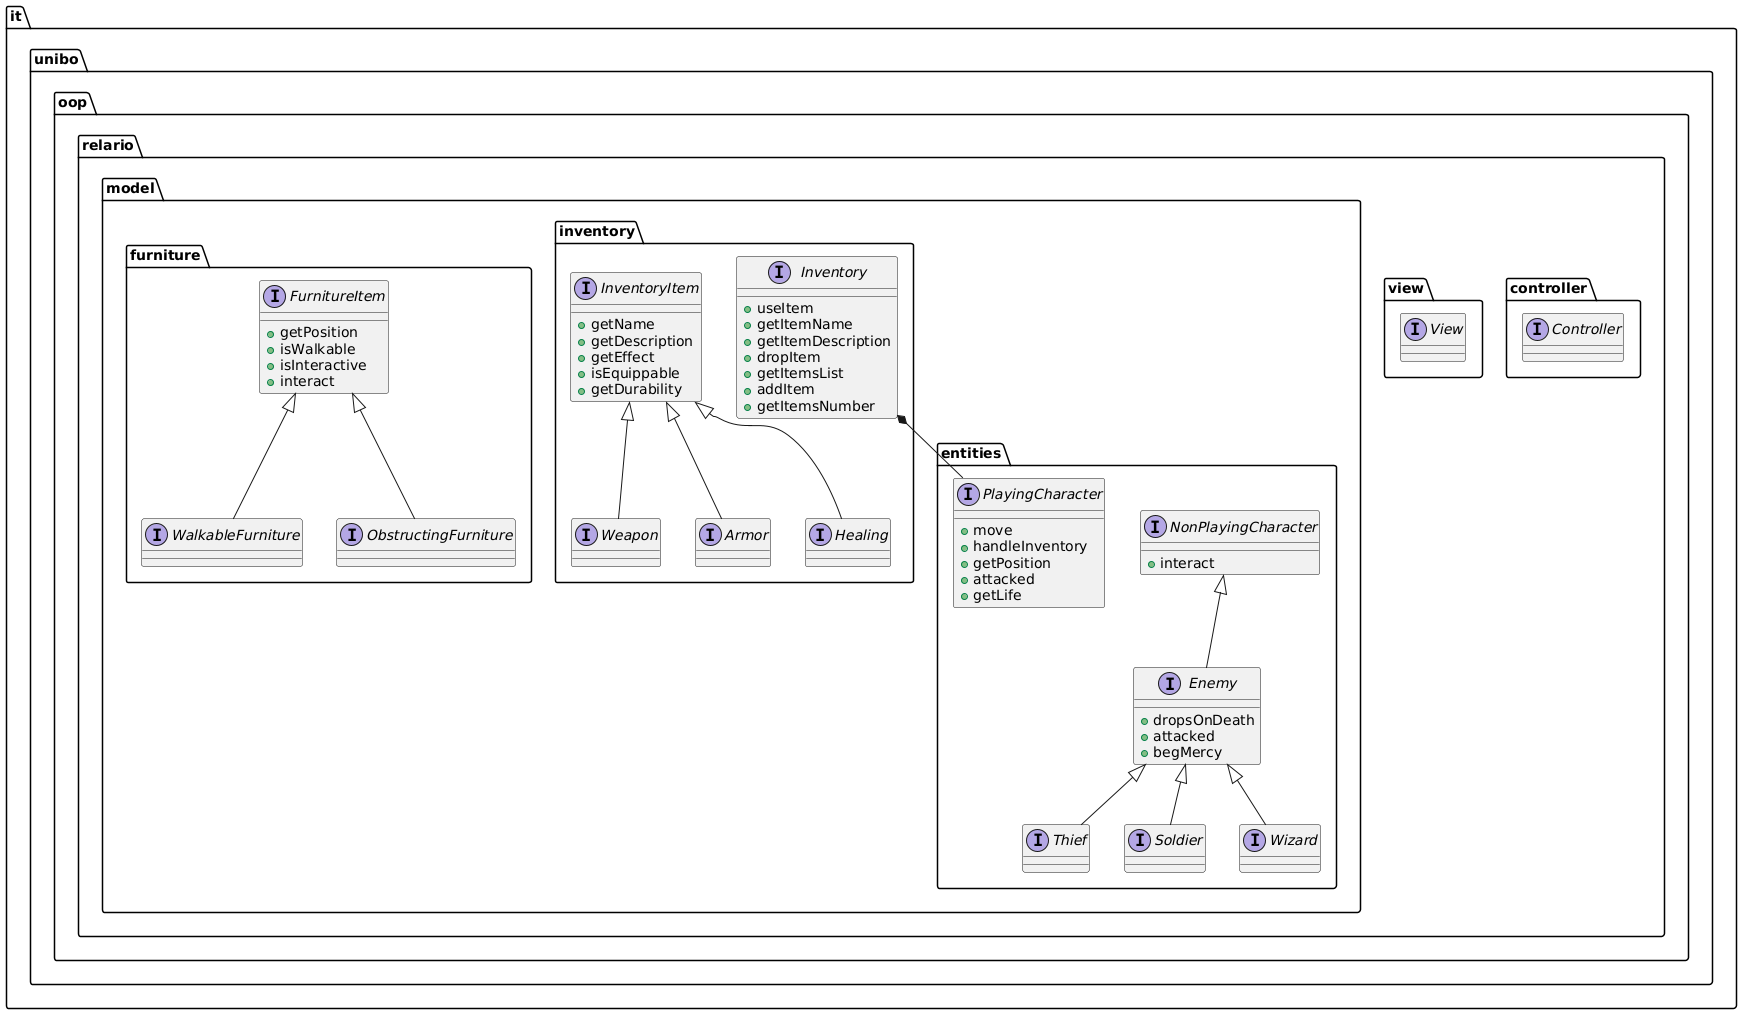 it
unibo
oop
relario
model
furniture
I FurnitureItem
getPosition
isWalkable
isInteractive
interact
I WalkableFurniture
I ObstructingFurniture
inventory
I InventoryItem
getName
getDescription
getEffect
isEquippable
getDurability
I Inventory
useItem
getItemName
getItemDescription
dropItem
getItemsList
addItem
getItemsNumber
I Weapon
I Armor
I Healing
entities
I PlayingCharacter
move
handleInventory
getPosition
attacked
getLife
I NonPlayingCharacter
interact
I Enemy
dropsOnDeath
attacked
begMercy
I Thief
I Soldier
I Wizard
view
I View
controller
I Controller